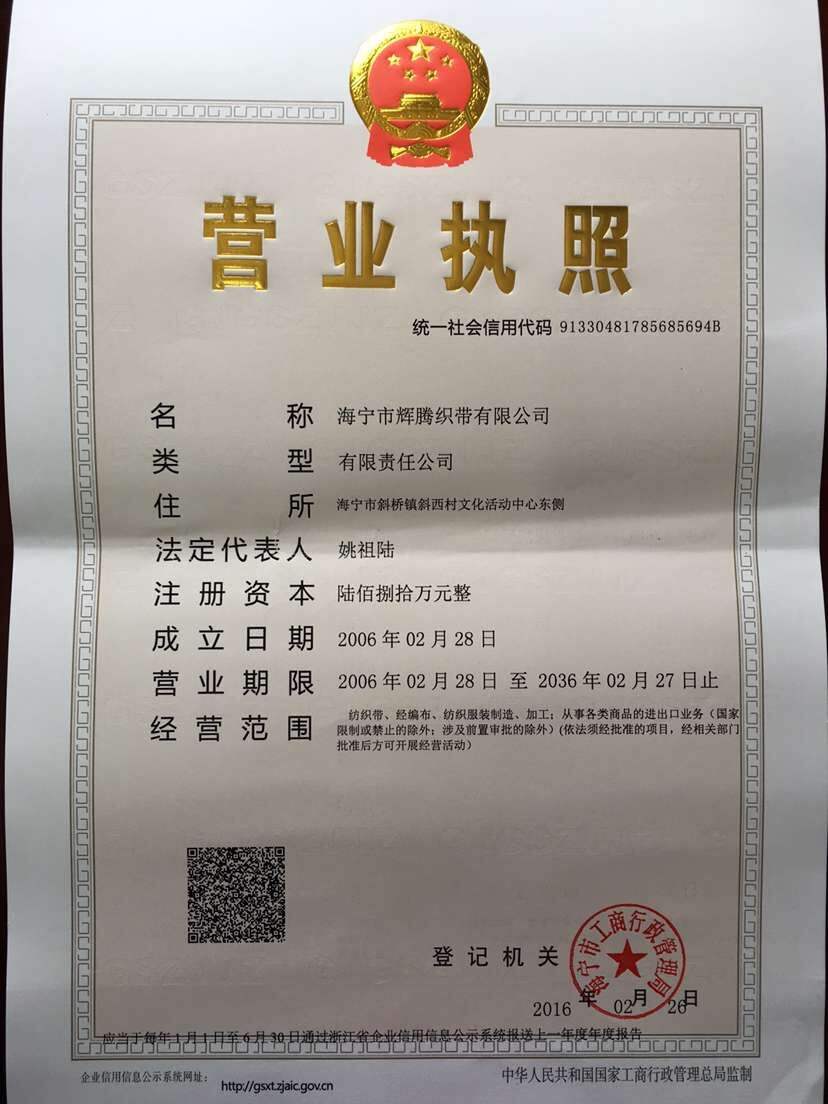 营业执照
统一社会信用代码 91330481785685694B
名称 海宁市辉腾织带有限公司
类型 有限责任公司
住所 海宁市斜桥镇斜西村文化活动中心东侧
法定代表人 姚祖陆
注册资本 陆佰捌拾万元整
成立日期 2006年02月28日
营业期限 2006年02月28日 至 2036年02月27日止
经营范围 纺织带、经编布、纺织服装制造、加工;从事各类商品的进出口业务(国家
限制或禁止的除外;涉及前置审批的除外)(依法须经批准的项目,经相关部门
批准后方可开展经营活动)
海宁市工商行政管理局
登记机关
2016年02月26日
应当于每年1月1日至6月30日通过浙江省企业信用信息公示系统报送上一年度年度报告
企业信用信息公示系统网址: http://gsxt.zjaic.gov.cn
中华人民共和国国家工商行政管理总局监制